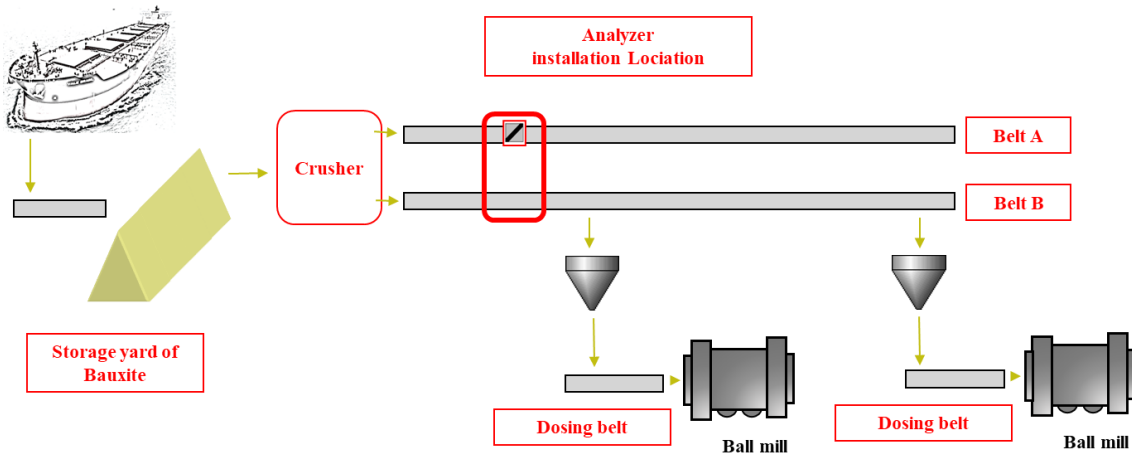 Analyzer
installation Lociation
Crusher
Belt A
Belt B
Storage yard of
Bauxite
Dosing belt
Ball mill
Dosing belt
Ball mill